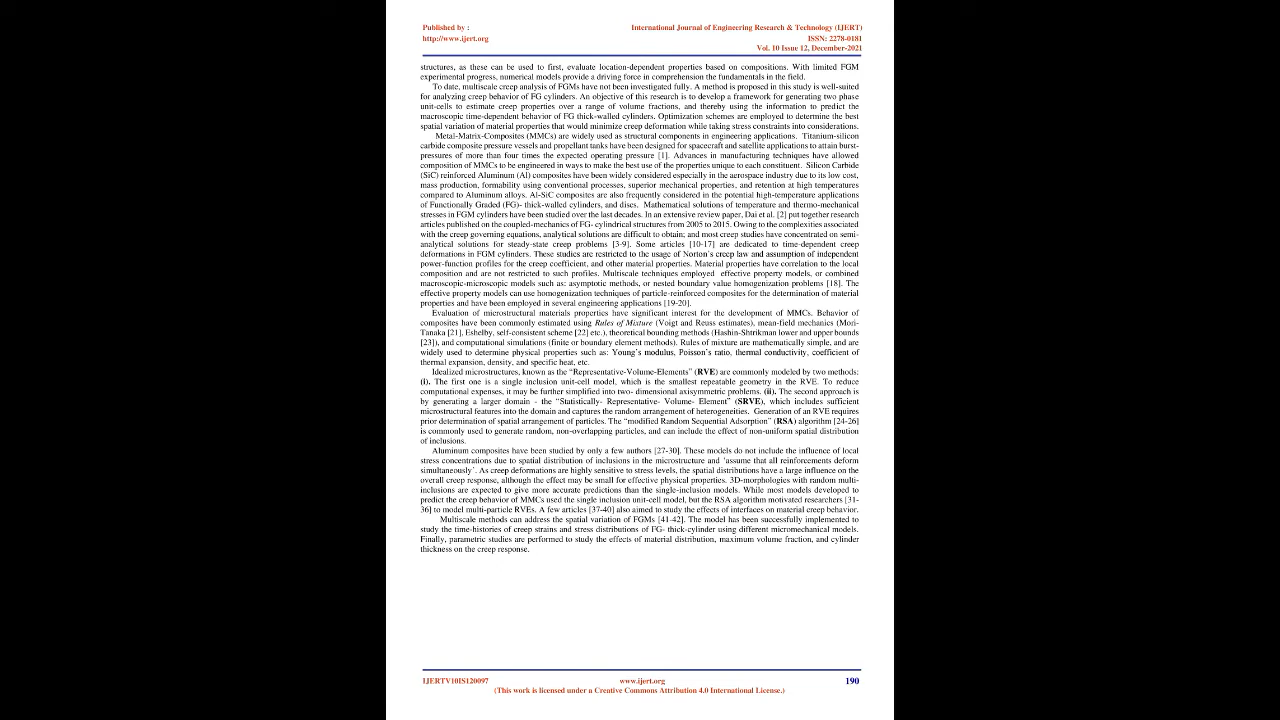 Published by :
http://www.ijert.org
International Journal of Engineering Research & Technology (IJERT)
ISSN: 2278-0181
Vol. 10 Issue 12, December-2021
structures, as these can be used to first, evaluate location-dependent properties based on compositions. With limited FGM
experimental progress, numerical models provide a driving force in comprehension the fundamentals in the field.
To date, multiscale creep analysis of FGMs have not been investigated fully. A method is proposed in this study is well-suited
for analyzing creep behavior of FG cylinders. An objective of this research is to develop a framework for generating two phase
unit-cells to estimate creep properties over a range of volume fractions, and thereby using the information to predict the
macroscopic time-dependent behavior of FG thick-walled cylinders. Optimization schemes are employed to determine the best
spatial variation of material properties that would minimize creep deformation while taking stress constraints into considerations.
Metal-Matrix-Composites (MMCs) are widely used as structural components in engineering applications. Titanium-silicon
carbide composite pressure vessels and propellant tanks have been designed for spacecraft and satellite applications to attain burst-
pressures of more than four times the expected operating pressure [1]. Advances in manufacturing techniques have allowed
composition of MMCs to be engineered in ways to make the best use of the properties unique to each constituent. Silicon Carbide
(SiC) reinforced Aluminum (Al) composites have been widely considered especially in the aerospace industry due to its low cost,
mass production, formability using conventional processes, superior mechanical properties, and retention at high temperatures
compared to Aluminum alloys. Al-SiC composites are also frequently considered in the potential high-temperature applications
of Functionally Graded (FG)- thick-walled cylinders, and discs. Mathematical solutions of temperature and thermo-mechanical
stresses in FGM cylinders have been studied over the last decades. In an extensive review paper, Dai et al. [2] put together research
articles published on the coupled-mechanics of FG- cylindrical structures from 2005 to 2015. Owing to the complexities associated
with the creep governing equations, analytical solutions are difficult to obtain; and most creep studies have concentrated on semi-
analytical solutions for steady-state creep problems [3-9]. Some articles [10-17] are dedicated to time-dependent creep
deformations in FGM cylinders. These studies are restricted to the usage of Norton's creep law and assumption of independent
power-function profiles for the creep coefficient, and other material properties. Material properties have correlation to the local
composition and are not restricted to such profiles. Multiscale techniques employed effective property models, or combined
macroscopic-microscopic models such as: asymptotic methods, or nested boundary value homogenization problems [18]. The
effective property models can use homogenization techniques of particle-reinforced composites for the determination of material
properties and have been employed in several engineering applications [19-20].
Evaluation of microstructural materials properties have significant interest for the development of MMCs. Behavior of
composites have been commonly estimated using Rules of Mixture (Voigt and Reuss estimates), mean-field mechanics (Mori-
Tanaka [21], Eshelby, self-consistent scheme [22] etc.), theoretical bounding methods (Hashin-Shtrikman lower and upper bounds
[23]), and computational simulations (finite or boundary element methods). Rules of mixture are mathematically simple, and are
widely used to determine physical properties such as: Young's modulus, Poisson's ratio, thermal conductivity, coefficient of
thermal expansion, density, and specific heat, etc.
Idealized microstructures, known as the "Representative-Volume-Elements" (RVE) are commonly modeled by two methods:
(i). The first one is a single inclusion unit-cell model, which is the smallest repeatable geometry in the RVE. To reduce
computational expenses, it may be further simplified into two- dimensional axisymmetric problems. (ii). The second approach is
by generating a larger domain - the "Statistically- Representative- Volume- Element" (SRVE), which includes sufficient
microstructural features into the domain and captures the random arrangement of heterogeneities. Generation of an RVE requires
prior determination of spatial arrangement of particles. The "modified Random Sequential Adsorption" (RSA) algorithm [24-26]
is commonly used to generate random, non-overlapping particles, and can include the effect of non-uniform spatial distribution
of inclusions.
Aluminum composites have been studied by only a few authors [27-30]. These models do not include the influence of local
stress concentrations due to spatial distribution of inclusions in the microstructure and 'assume that all reinforcements deform
simultaneously'. As creep deformations are highly sensitive to stress levels, the spatial distributions have a large influence on the
overall creep response, although the effect may be small for effective physical properties. 3D-morphologies with random multi-
inclusions are expected to give more accurate predictions than the single-inclusion models. While most models developed to
predict the creep behavior of MMCs used the single inclusion unit-cell model, but the RSA algorithm motivated researchers [31-
36] to model multi-particle RVEs. A few articles [37-40] also aimed to study the effects of interfaces on material creep behavior.
Multiscale methods can address the spatial variation of FGMs [41-42]. The model has been successfully implemented to
study the time-histories of creep strains and stress distributions of FG- thick-cylinder using different micromechanical models.
Finally, parametric studies are performed to study the effects of material distribution, maximum volume fraction, and cylinder
thickness on the creep response.
IJERTV10IS120097
www.ijert.org
190
(This work is licensed under a Creative Commons Attribution 4.0 International License.)